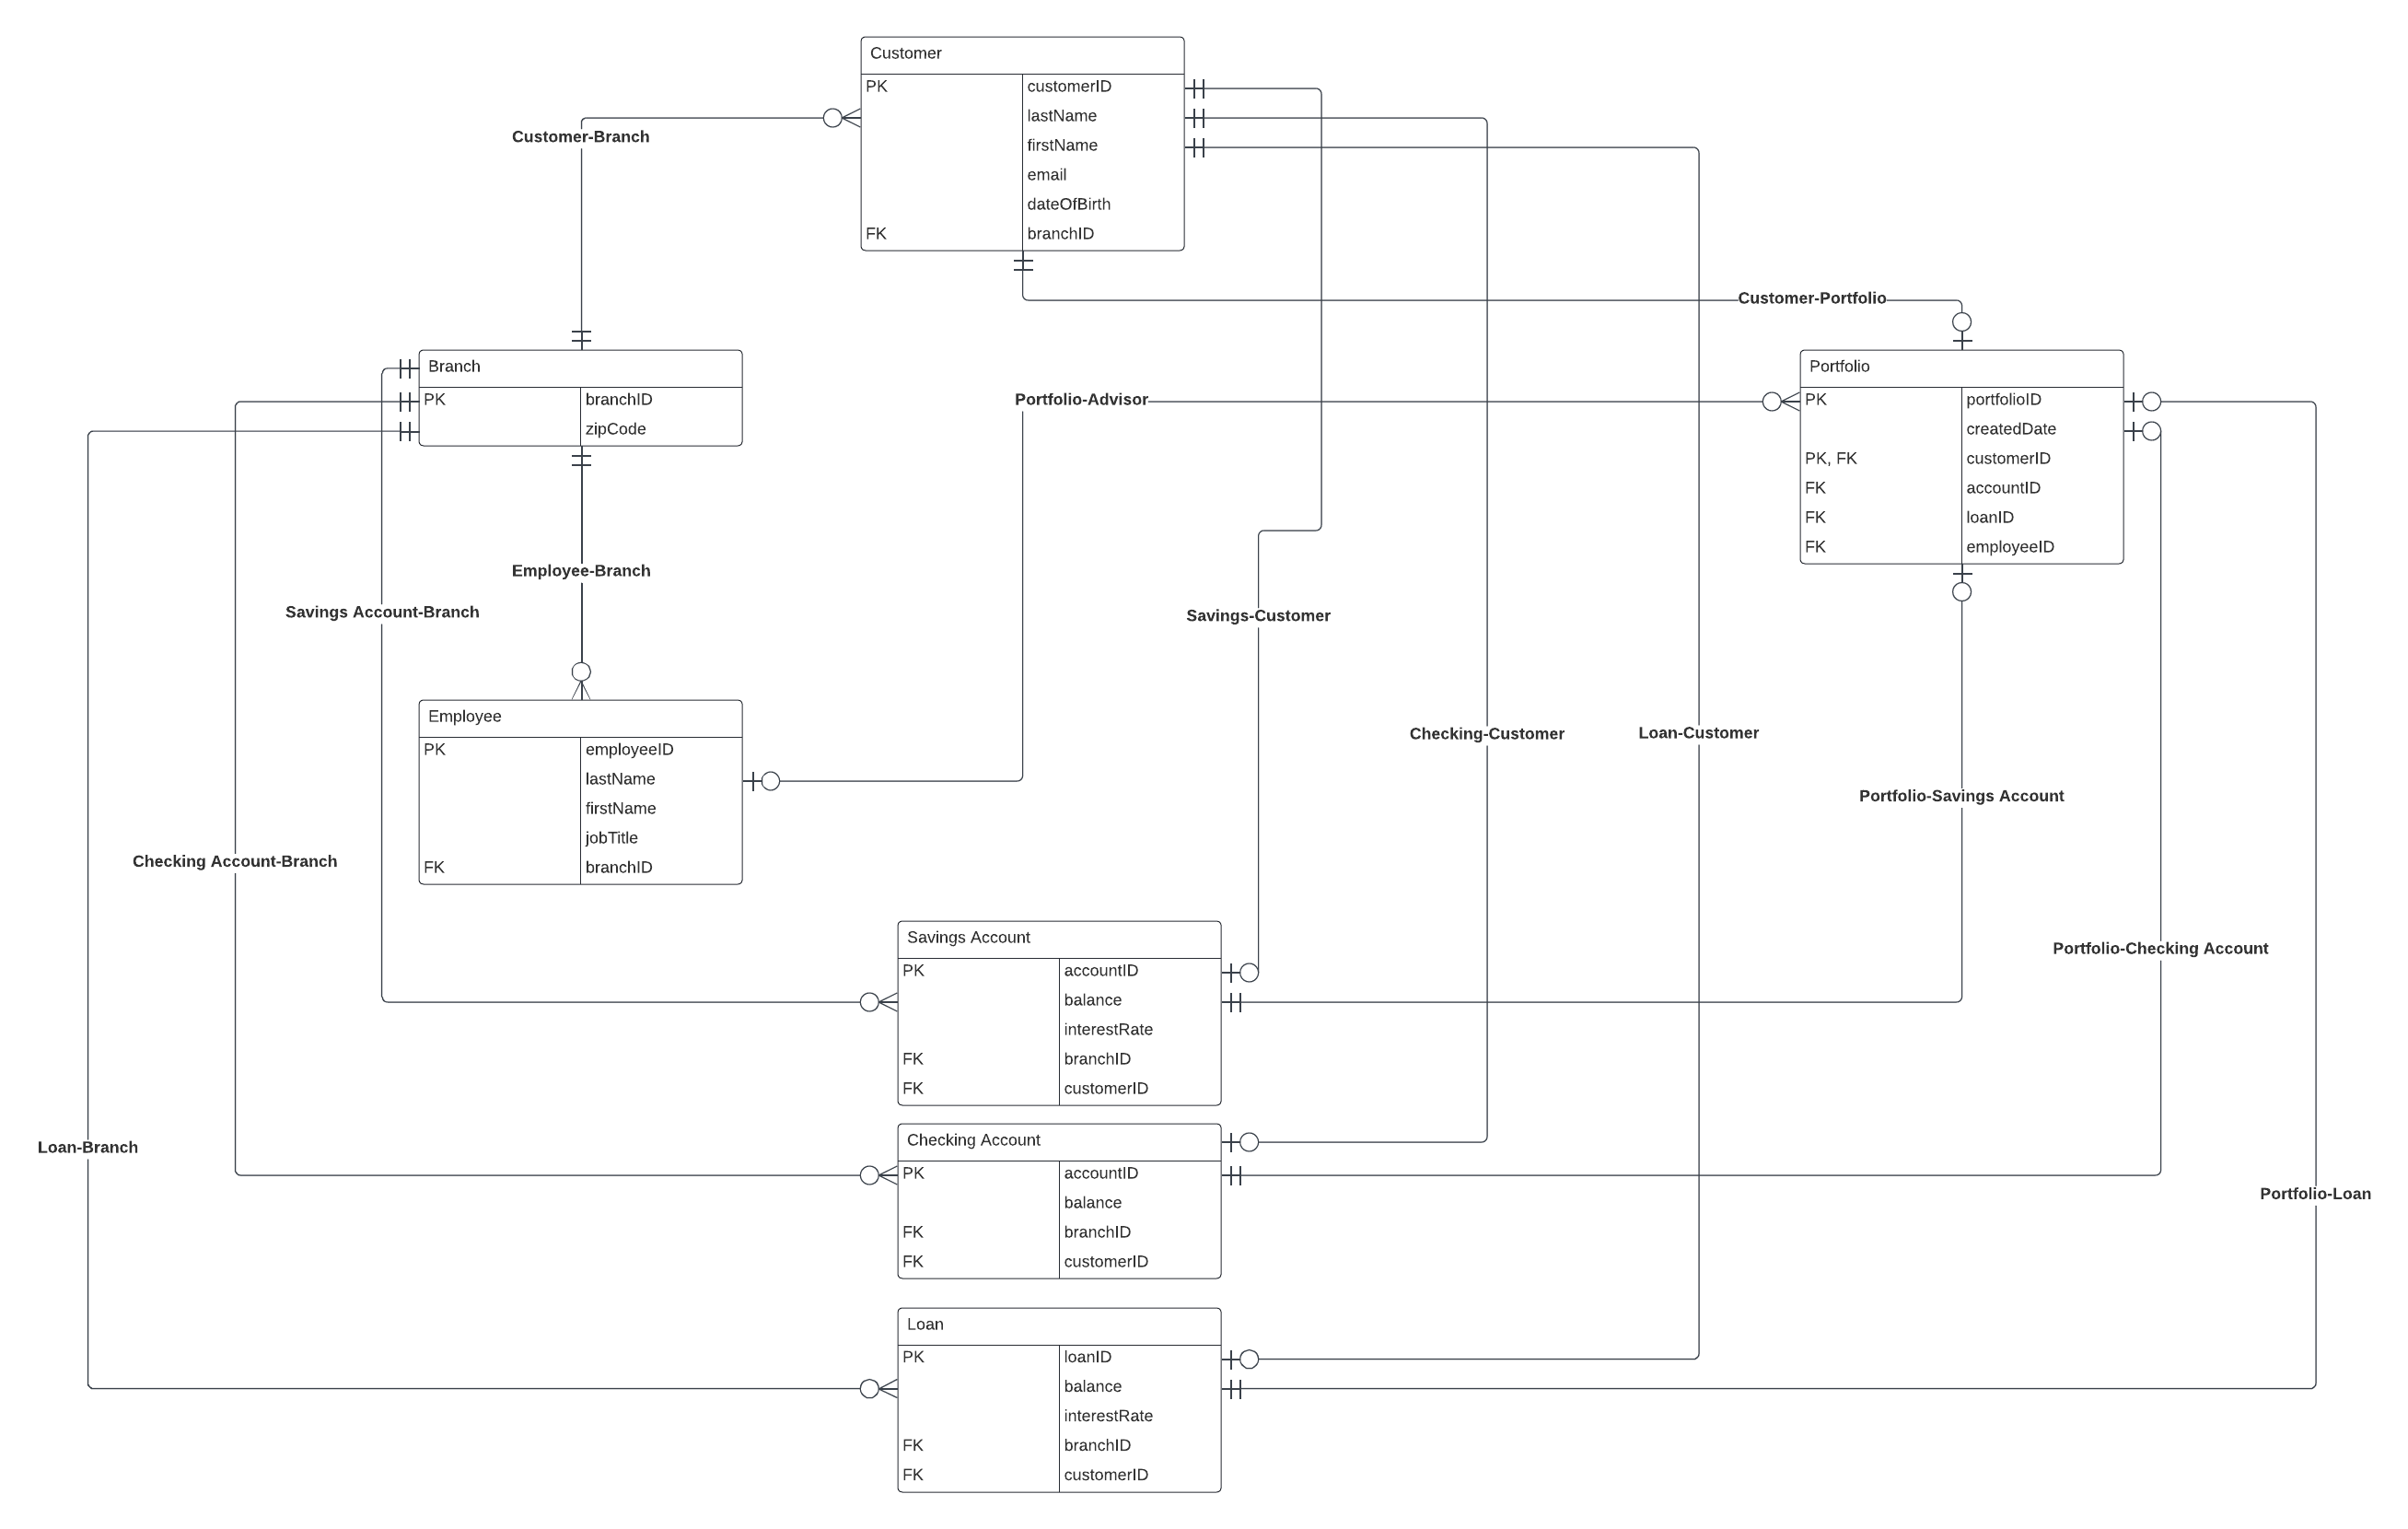 Customer
PK customerID
lastName
firstName
email
dateOfBirth
FK branchID
Customer-Branch
Customer-Portfolio
Branch
PK branchID
zipCode
Portfolio-Advisor
Portfolio
PK portfolioID
createdDate
PK, FK customerID
FK accountID
FK loanID
FK employeeID
Employee-Branch
Savings Account-Branch
Savings-Customer
Employee
PK employeeID
lastName
firstName
jobTitle
FK branchID
Checking-Customer
Loan-Customer
Portfolio-Savings Account
Checking Account-Branch
Portfolio-Checking Account
Savings Account
PK accountID
balance
interestRate
FK branchID
FK customerID
Loan-Branch
Checking Account
PK accountID
balance
FK branchID
FK customerID
Portfolio-Loan
Loan
PK loanID
balance
interestRate
FK branchID
FK customerID